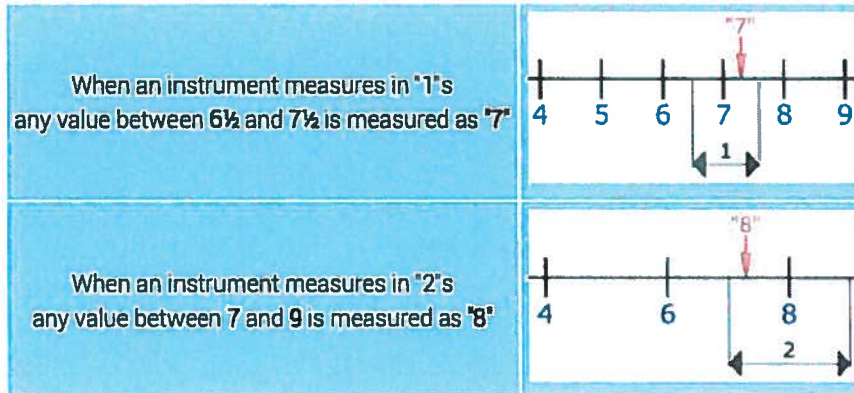 When an instrument measures in "1"s
any value between 6½ and 7½ is measured as "7"
"7"
4 5 6 7 8 9
1
When an instrument measures in "2"s
any value between 7 and 9 is measured as "8"
"8"
4 6 8
2